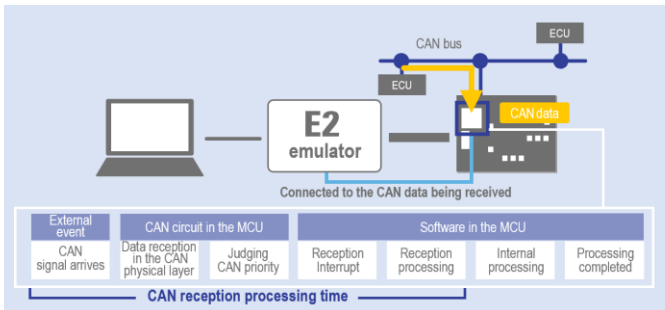 ECU
CAN bus
ECU
CAN data
E2
emulator
Connected to the CAN data being received
External
event
CAN circuit in the MCU
Software in the MCU
CAN
signal arrives
Data reception
in the CAN
physical layer
Judging
CAN priority
Reception
Interrupt
Reception
processing
Internal
processing
Processing
completed
CAN reception processing time